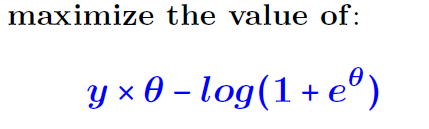 maximize the value of:
y × θ − log(1 + e^θ)